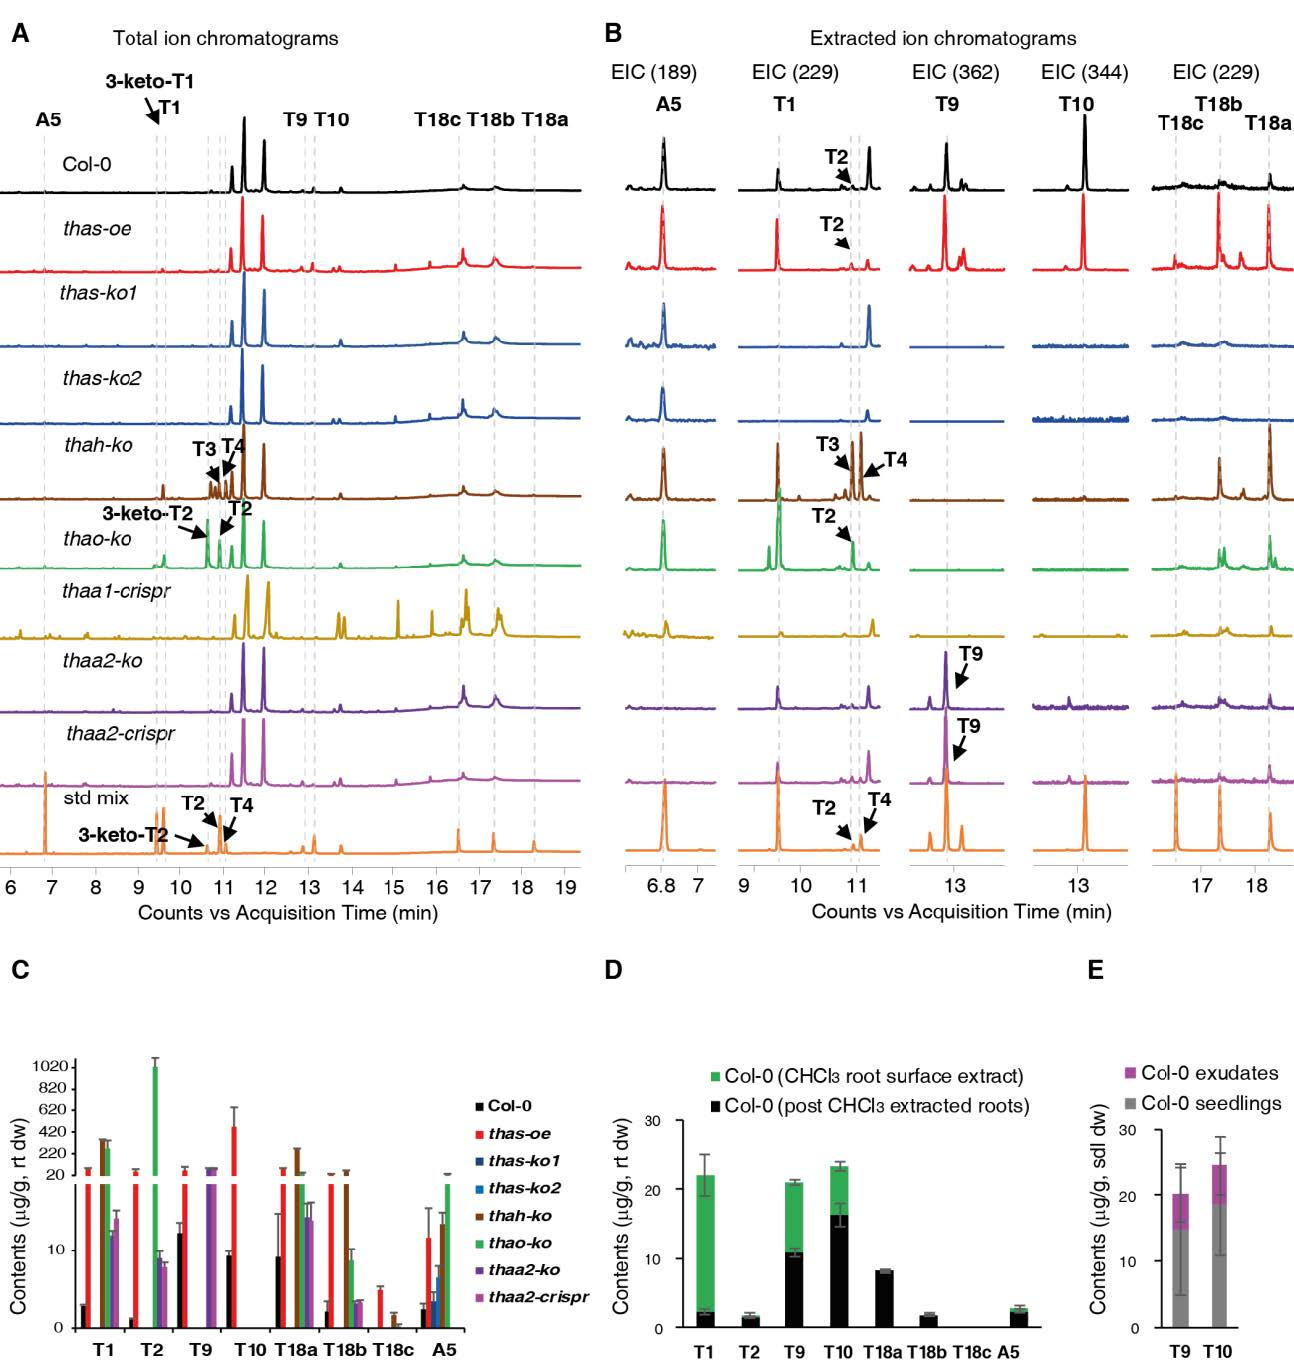 A
B
Total ion chromatograms
Extracted ion chromatograms
EIC (189)
EIC (229)
EIC (362)
EIC (344)
EIC (229)
3-keto-T1
A5
T1
T9 T10
T18c T18b T18a
A5
T1
T9
T10
T18b
T18c
T18a
Col-0
T2
thas-oe
T2
thas-ko1
thas-ko2
thah-ko
T3
T4
T3
T4
3-keto-T2
T2
thao-ko
T2
thaa1-crispr
thaa2-ko
T9
thaa2-crispr
T9
std mix
T2
T4
3-keto-T2
T2
T4
6 7 8 9 10 11 12 13 14 15 16 17 18 19
6.8 7
9 10 11
13
13
17 18
Counts vs Acquisition Time (min)
Counts vs Acquisition Time (min)
C
D
E
Contents (µg/g, rt dw)
1020
820
620
420
220
20
10
0
T1 T2 T9 T10 T18a T18b T18c A5
Col-0
thas-oe
thas-ko1
thas-ko2
thah-ko
thao-ko
thaa2-ko
thaa2-crispr
Col-0 (CHCl3 root surface extract)
Col-0 (post CHCl3 extracted roots)
Contents (µg/g, rt dw)
30
20
10
0
T1 T2 T9 T10 T18a T18b T18c A5
Col-0 exudates
Col-0 seedlings
Contents (µg/g, sdl dw)
30
20
10
0
T9 T10